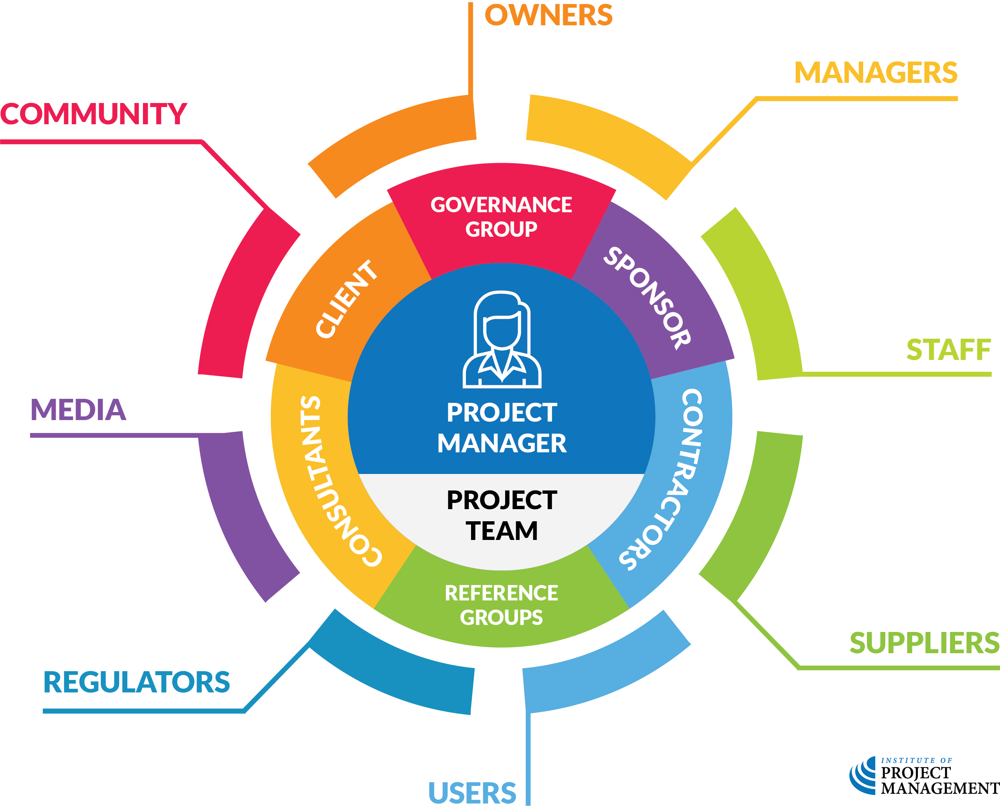 OWNERS
MANAGERS
COMMUNITY
GOVERNANCE
GROUP
SPONSOR
CLIENT
STAFF
MEDIA
PROJECT
MANAGER
CONTRACTORS
CONSULTANTS
PROJECT
TEAM
REFERENCE
GROUPS
SUPPLIERS
REGULATORS
USERS
INSTITUTE OF
PROJECT
MANAGEMENT